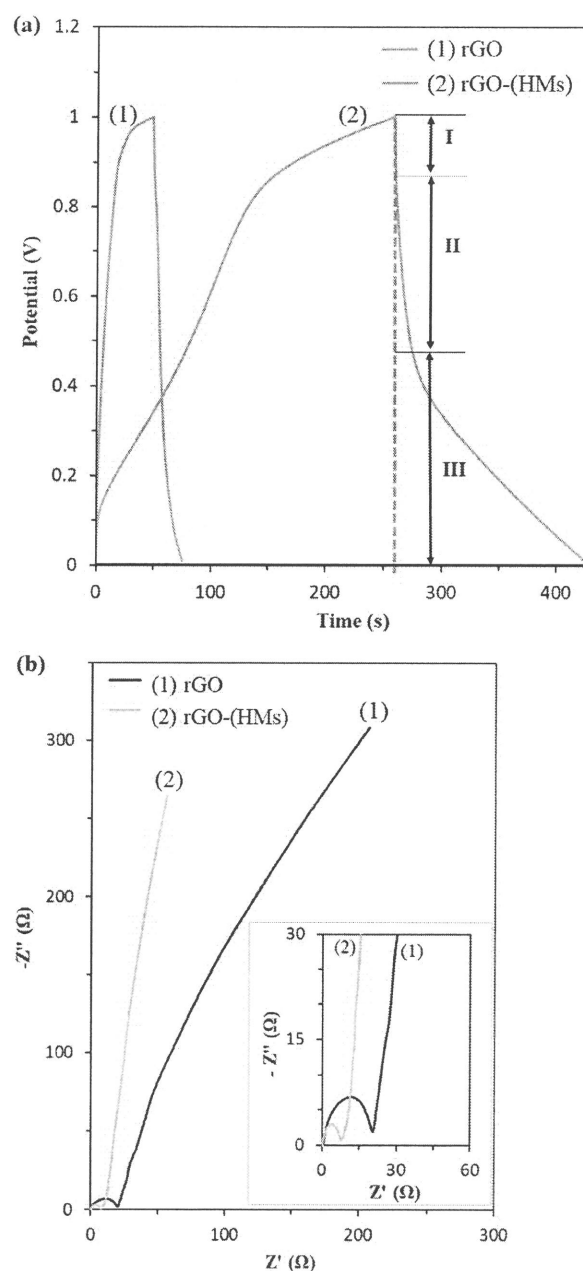 (a)
1.2
1
0.8
0.6
0.4
0.2
0
Potential (V)
(1) rGO
(2) rGO-(HMs)
(1)
(2)
I
II
III
0
100
200
300
400
Time (s)
(b)
(1) rGO
(2) rGO-(HMs)
(1)
(2)
300
200
100
0
-Z'' (Ω)
0
100
200
300
Z' (Ω)
30
15
0
- Z'' (Ω)
(2)
(1)
0
30
60
Z' (Ω)